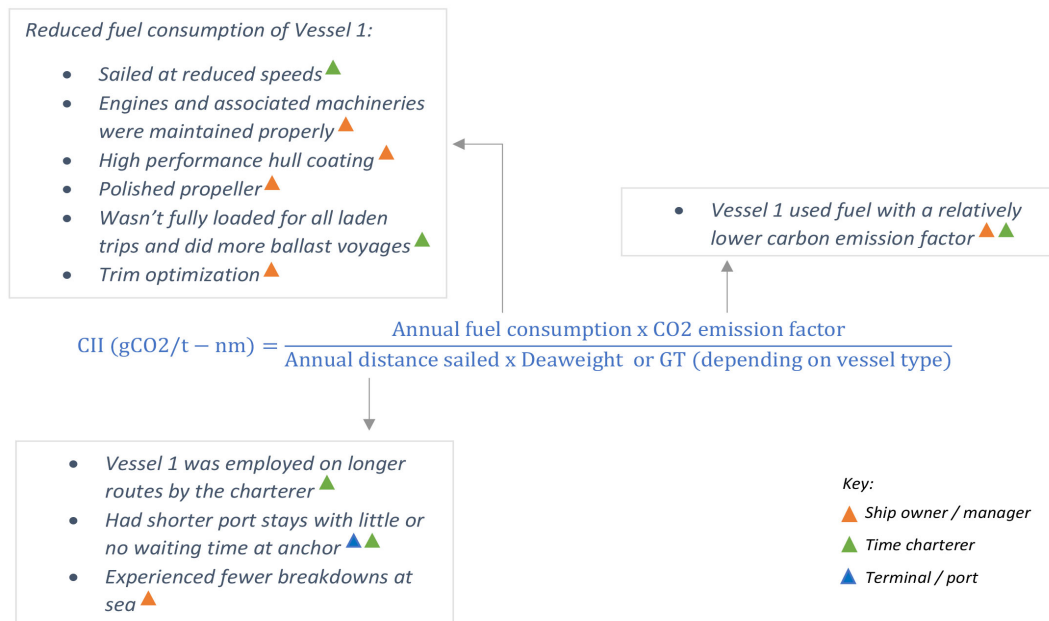 Reduced fuel consumption of Vessel 1:
• Sailed at reduced speeds
• Engines and associated machineries
were maintained properly
• High performance hull coating
• Polished propeller
• Wasn't fully loaded for all laden
trips and did more ballast voyages
• Trim optimization
• Vessel 1 used fuel with a relatively
lower carbon emission factor
CII (gCO2/t − nm) = Annual fuel consumption x CO2 emission factor
Annual distance sailed x Deaweight or GT (depending on vessel type)
• Vessel 1 was employed on longer
routes by the charterer
• Had shorter port stays with little or
no waiting time at anchor
• Experienced fewer breakdowns at
sea
Key:
Ship owner / manager
Time charterer
Terminal / port